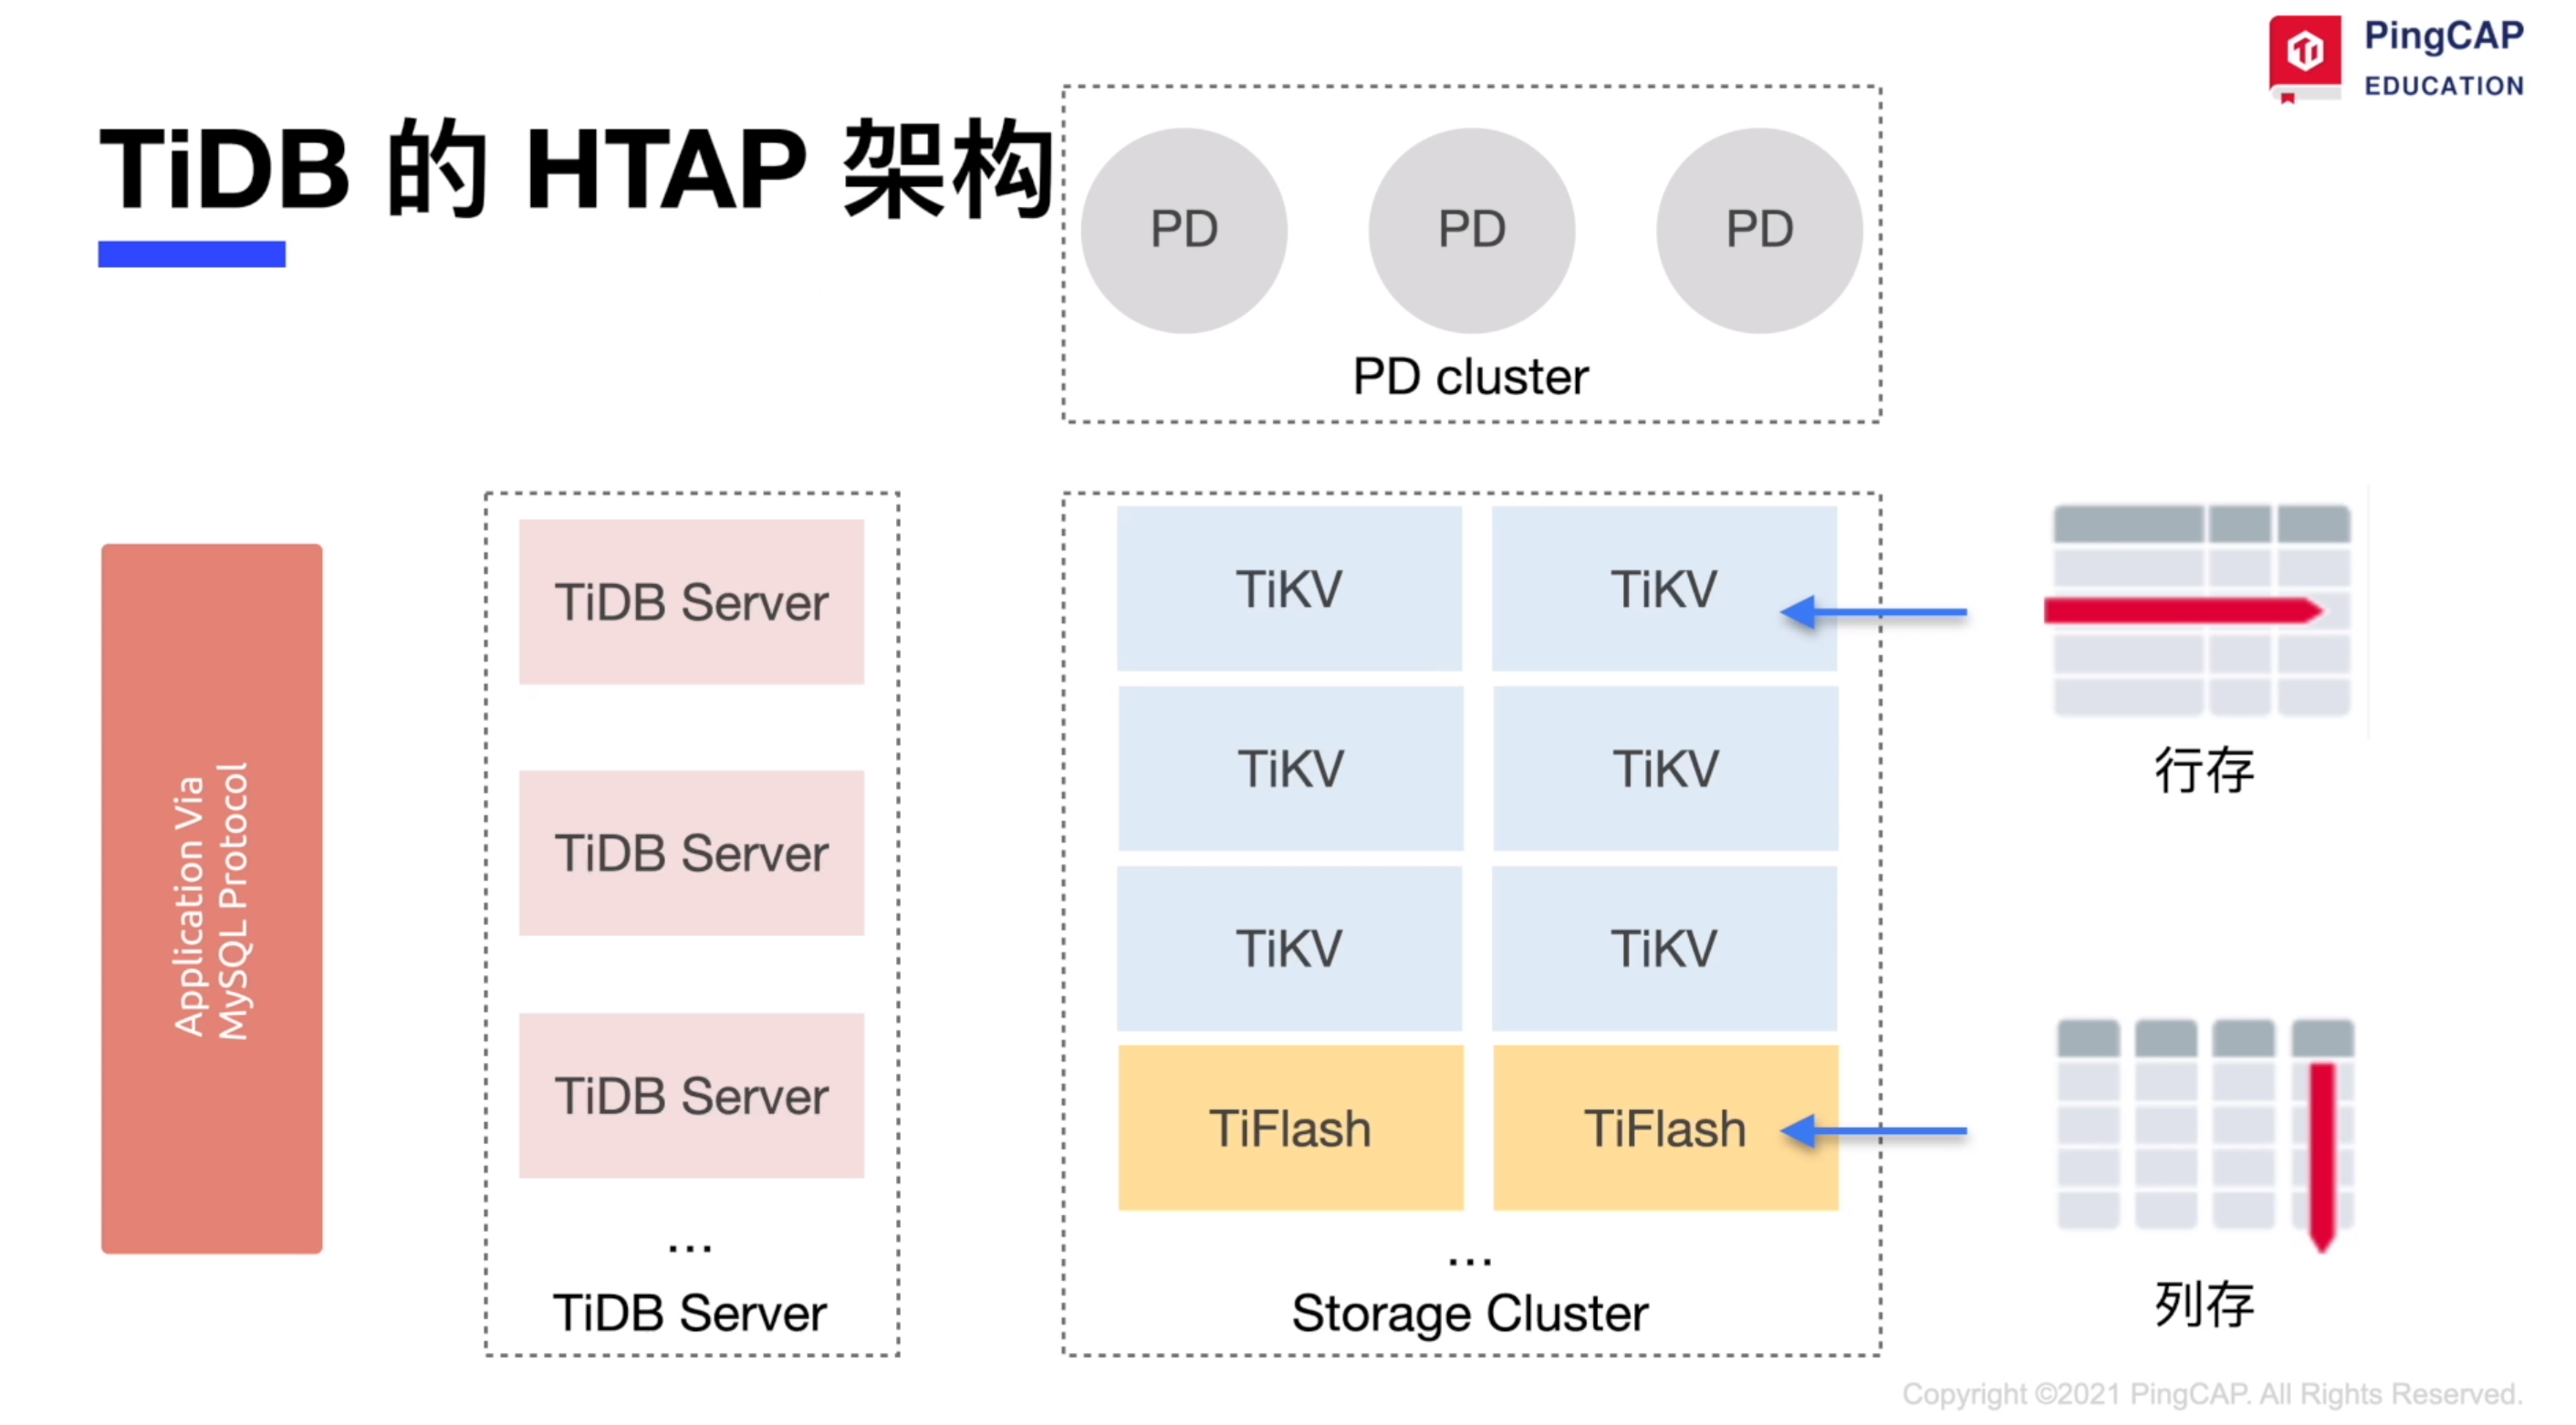 PingCAP
EDUCATION
TiDB 的 HTAP 架构
PD
PD
PD
PD cluster
Application Via
MySQL Protocol
TiDB Server
TiDB Server
TiDB Server
...
TiDB Server
TiKV
TiKV
TiKV
TiKV
TiKV
TiKV
TiFlash
TiFlash
...
Storage Cluster
行存
列存
Copyright ©2021 PingCAP. All Rights Reserved.